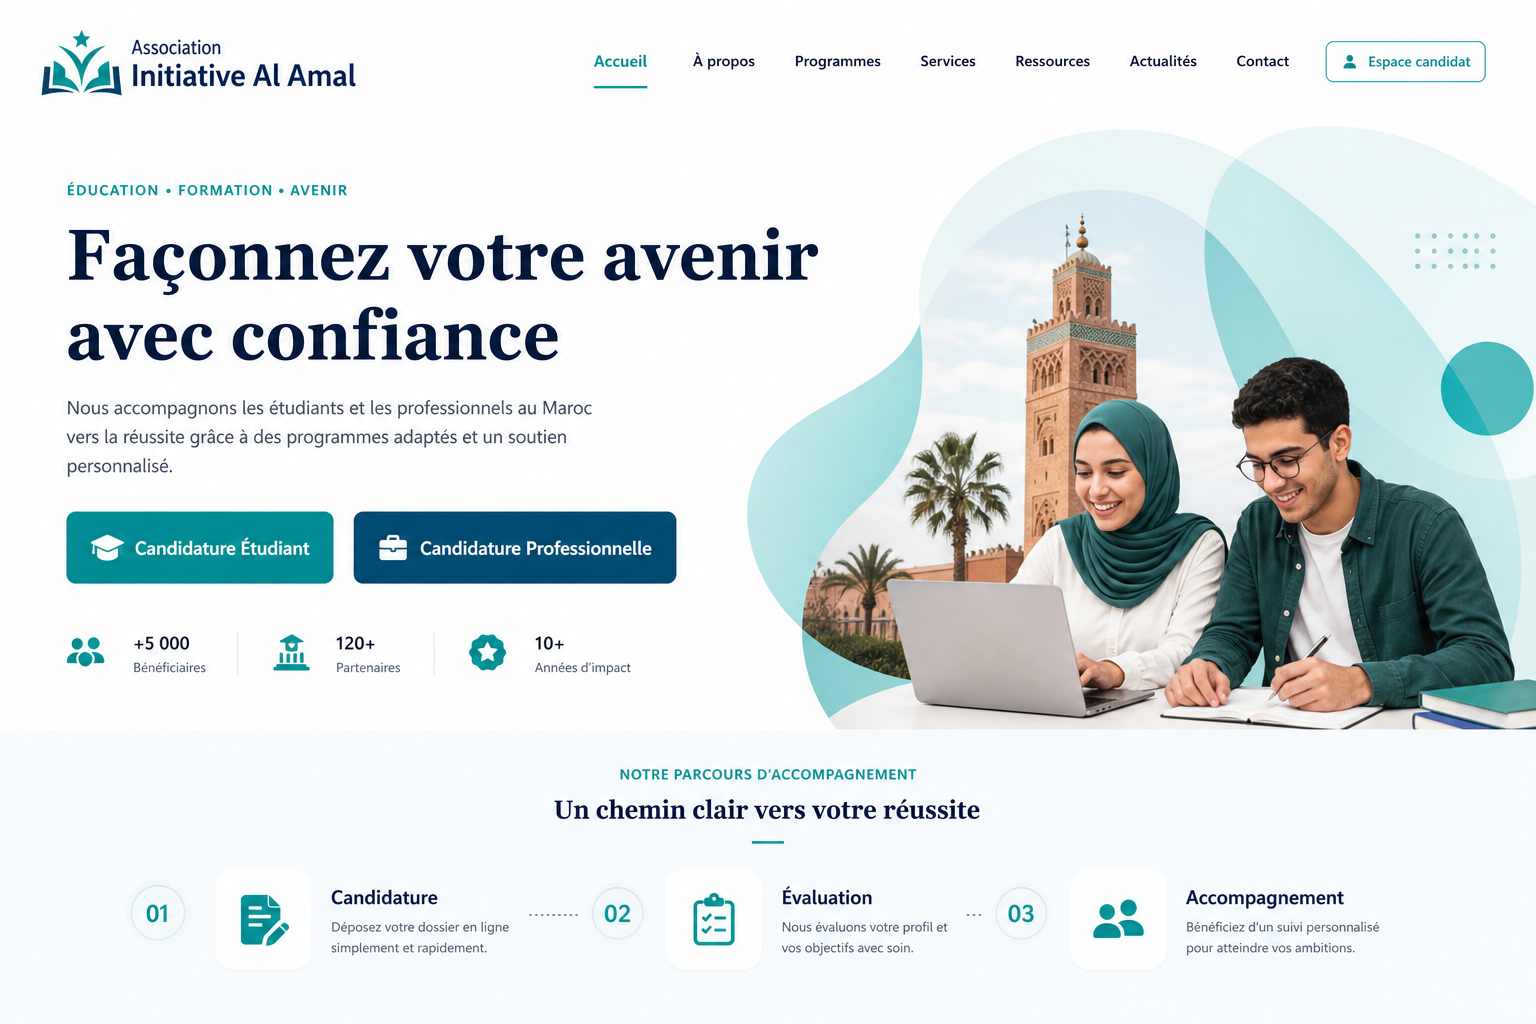 Association
Initiative Al Amal
Accueil
À propos
Programmes
Services
Ressources
Actualités
Contact
Espace candidat
ÉDUCATION • FORMATION • AVENIR
Façonnez votre avenir
avec confiance
Nous accompagnons les étudiants et les professionnels au Maroc
vers la réussite grâce à des programmes adaptés et un soutien
personnalisé.
Candidature Étudiant
Candidature Professionnelle
+5 000
Bénéficiaires
120+
Partenaires
10+
Années d'impact
NOTRE PARCOURS D'ACCOMPAGNEMENT
Un chemin clair vers votre réussite
01
Candidature
Déposez votre dossier en ligne
simplement et rapidement.
02
Évaluation
Nous évaluons votre profil et
vos objectifs avec soin.
03
Accompagnement
Bénéficiez d'un suivi personnalisé
pour atteindre vos ambitions.